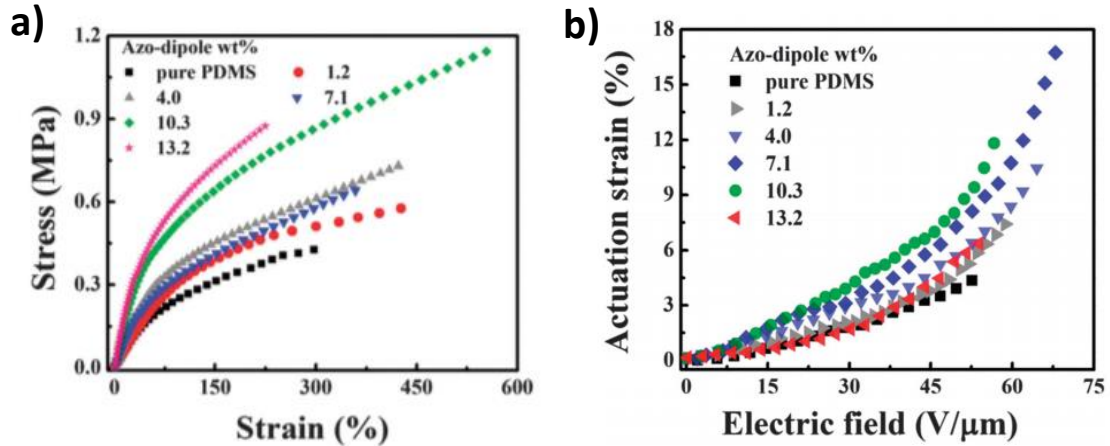 a)
Stress (MPa)
1.2
0.9
0.6
0.3
0.0
Azo-dipole wt%
pure PDMS 1.2
4.0 7.1
10.3
13.2
0 150 300 450 600
Strain (%)
b)
Actuation strain (%)
18
15
12
9
6
3
0
Azo-dipole wt%
pure PDMS
1.2
4.0
7.1
10.3
13.2
0 15 30 45 60 75
Electric field (V/μm)